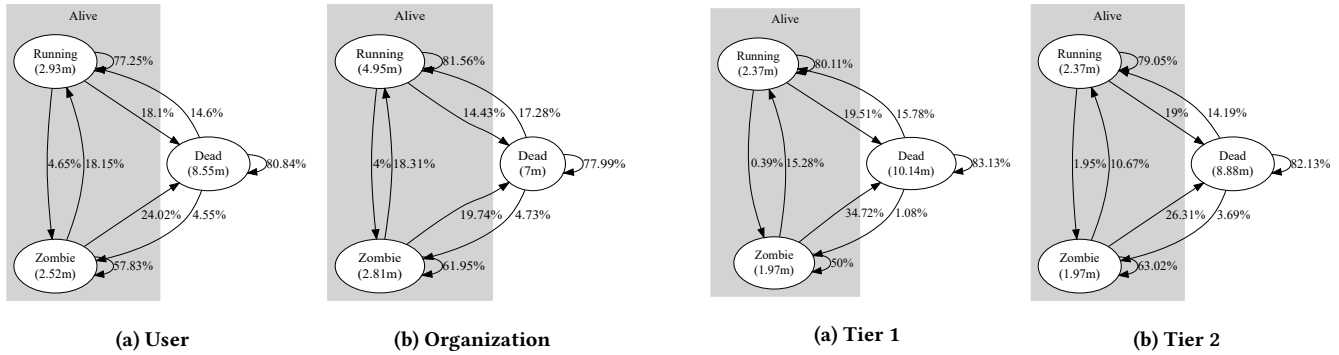 Alive
Running
(2.93m)
77.25%
18.1%
14.6%
4.65%
18.15%
Dead
(8.55m)
80.84%
24.02%
4.55%
Zombie
(2.52m)
57.83%
(a) User
Alive
Running
(4.95m)
81.56%
14.43%
17.28%
4%
18.31%
Dead
(7m)
77.99%
19.74%
4.73%
Zombie
(2.81m)
61.95%
(b) Organization
Alive
Running
(2.37m)
80.11%
19.51%
15.78%
0.39%
15.28%
Dead
(10.14m)
83.13%
34.72%
1.08%
Zombie
(1.97m)
50%
(a) Tier 1
Alive
Running
(2.37m)
79.05%
19%
14.19%
1.95%
10.67%
Dead
(8.88m)
82.13%
26.31%
3.69%
Zombie
(1.97m)
63.02%
(b) Tier 2